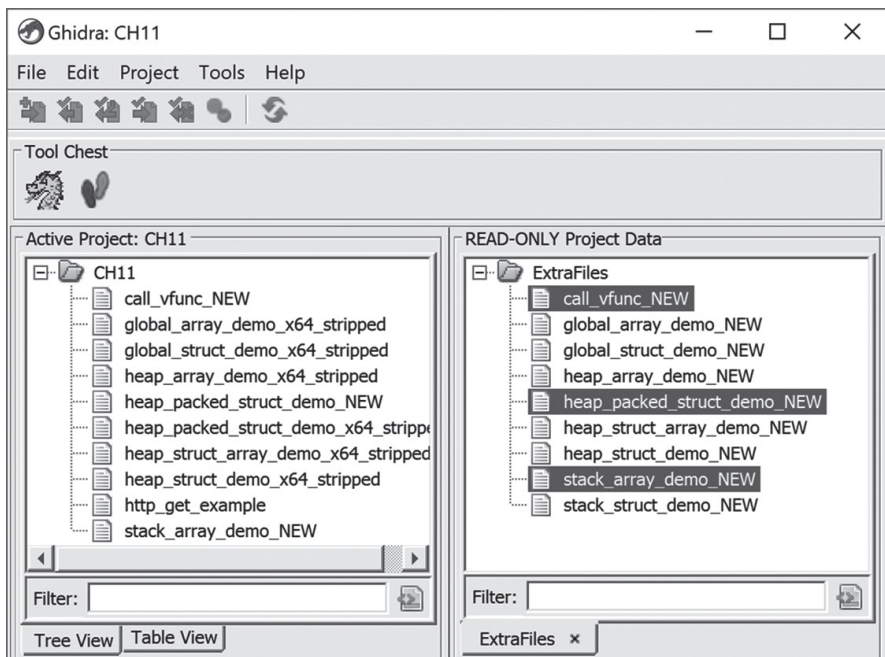 Ghidra: CH11
File Edit Project Tools Help
Tool Chest
Active Project: CH11
CH11
call_vfunc_NEW
global_array_demo_x64_stripped
global_struct_demo_x64_stripped
heap_array_demo_x64_stripped
heap_packed_struct_demo_NEW
heap_packed_struct_demo_x64_strippe
heap_struct_array_demo_x64_stripped
heap_struct_demo_x64_stripped
http_get_example
stack_array_demo_NEW
Filter:
Tree View Table View
READ-ONLY Project Data
ExtraFiles
call_vfunc_NEW
global_array_demo_NEW
global_struct_demo_NEW
heap_array_demo_NEW
heap_packed_struct_demo_NEW
heap_struct_array_demo_NEW
heap_struct_demo_NEW
stack_array_demo_NEW
stack_struct_demo_NEW
Filter:
ExtraFiles ×